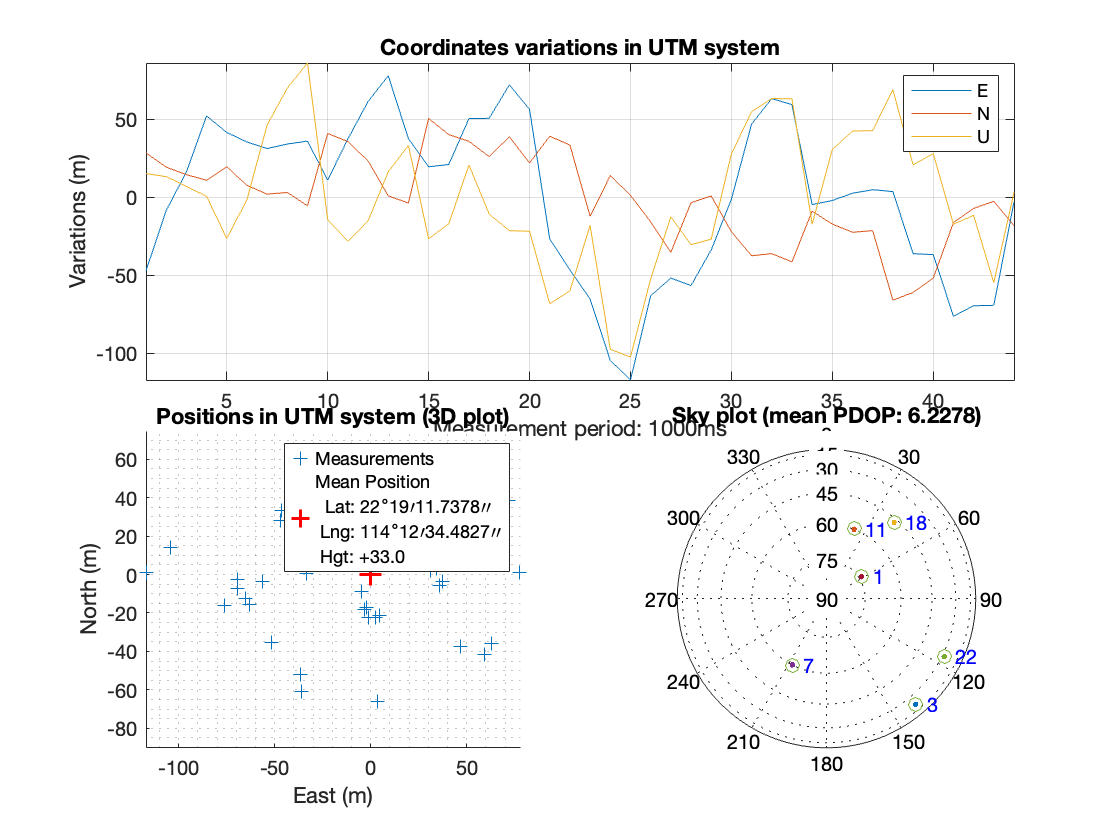 Coordinates variations in UTM system
Variations (m)
50
0
-50
-100
E
N
U
5 10 15 20 25 30 35 40
Measurement period: 1000ms
Positions in UTM system (3D plot)
North (m)
60
40
20
0
-20
-40
-60
-80
Measurements
Mean Position
Lat: 22°19′11.7378″
Lng: 114°12′34.4827″
Hgt: +33.0
-100 -50 0 50
East (m)
Sky plot (mean PDOP: 6.2278)
0
330 15 30
30
45
300 60 60
11 18
75
1
270 90 90
7
22
240 120
3
210 150
180